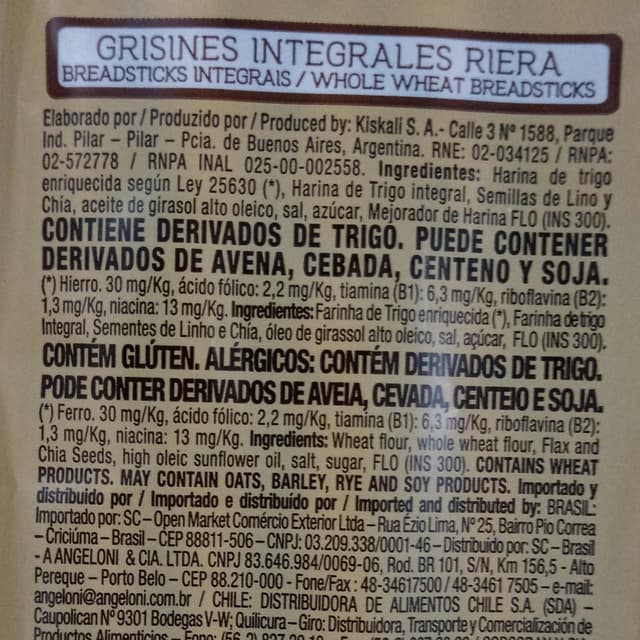 GRISINES INTEGRALES RIERA
BREADSTICKS INTEGRAIS / WHOLE WHEAT BREADSTICKS
Elaborado por / Produzido por / Produced by: Kiskali S. A.- Calle 3 Nº 1588, Parque
Ind. Pilar – Pilar – Pcia. de Buenos Aires, Argentina. RNE: 02-034125 / RNPA:
02-572778 / RNPA INAL 025-00-002558. Ingredientes: Harina de trigo
enriquecida según Ley 25630 (*), Harina de Trigo integral, Semillas de Lino y
Chía, aceite de girasol alto oleico, sal, azúcar, Mejorador de Harina FLO (INS 300).
CONTIENE DERIVADOS DE TRIGO. PUEDE CONTENER
DERIVADOS DE AVENA, CEBADA, CENTENO Y SOJA.
(*) Hierro. 30 mg/Kg, ácido fólico: 2,2 mg/Kg, tiamina (B1): 6,3 mg/Kg, riboflavina (B2):
1,3 mg/Kg, niacina: 13 mg/Kg. Ingredientes: Farinha de Trigo enriquecida (*), Farinha de trigo
Integral, Sementes de Linho e Chía, óleo de girassol alto oleico, sal, açúcar, FLO (INS 300).
CONTÉM GLÚTEN. ALÉRGICOS: CONTÉM DERIVADOS DE TRIGO.
PODE CONTER DERIVADOS DE AVEIA, CEVADA, CENTEIO E SOJA.
(*) Ferro. 30 mg/Kg, ácido fólico: 2,2 mg/Kg, tiamina (B1): 6,3 mg/Kg, riboflavina (B2):
1,3 mg/Kg, niacina: 13 mg/Kg. Ingredients: Wheat flour, whole wheat flour, Flax and
Chia Seeds, high oleic sunflower oil, salt, sugar, FLO (INS 300). CONTAINS WHEAT
PRODUCTS. MAY CONTAIN OATS, BARLEY, RYE AND SOY PRODUCTS. Importado y
distribuido por / Importado e distribuído por / Imported and distributed by: BRASIL:
Importado por: SC – Open Market Comércio Exterior Ltda – Rua Ézio Lima, Nº 25, Bairro Pio Correa
– Criciúma – Brasil – CEP 88811-506 – CNPJ: 03.209.338/0001-46 – Distribuido por: SC – Brasil
- A ANGELONI & CIA. LTDA. CNPJ 83.646.984/0069-06, Rod. BR 101, S/N, Km 156,5 - Alto
Pereque – Porto Belo – CEP 88.210-000 - Fone/Fax : 48-34617500 / 48-3461 7505 – e-mail:
angeloni@angeloni.com.br / CHILE: DISTRIBUIDORA DE ALIMENTOS CHILE S.A. (SDA) –
Caupolican Nº 9301 Bodegas V-W; Quilicura – Giro: Distribuidora, Transporte y Comercialización de
Productos Alimenticios